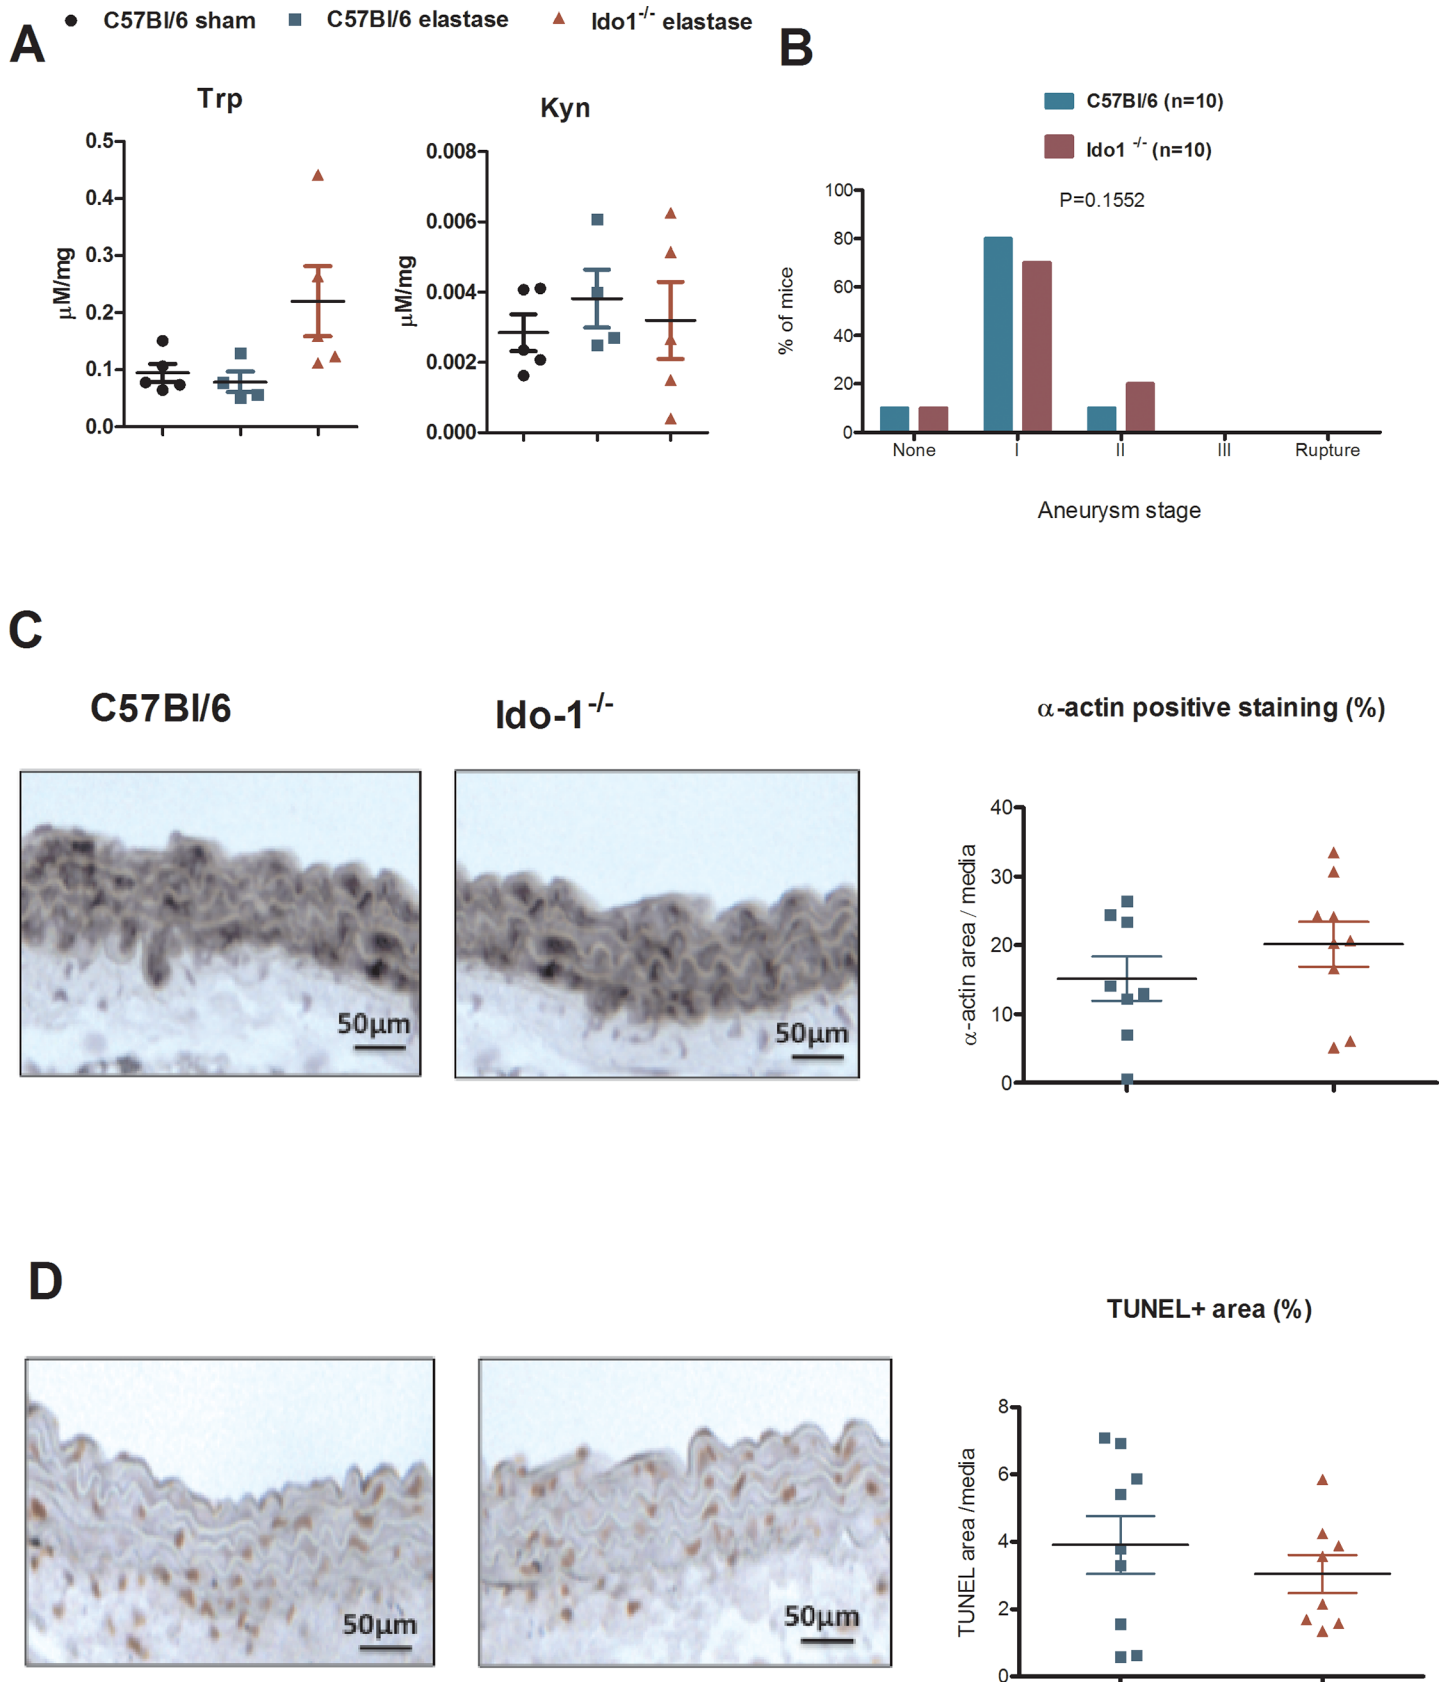 C57Bl/6 sham C57Bl/6 elastase Ido1-/- elastase
A
Trp
0.5
0.4
0.3
0.2
0.1
0.0
µM/mg
Kyn
0.008
0.006
0.004
0.002
0.000
µM/mg
B
C57Bl/6 (n=10)
Ido1 -/- (n=10)
P=0.1552
100
80
60
40
20
0
% of mice
None I II III Rupture
Aneurysm stage
C
C57Bl/6
Ido-1-/-
50µm
50µm
α-actin positive staining (%)
40
30
20
10
0
α-actin area / media
D
50µm
50µm
TUNEL+ area (%)
8
6
4
2
0
TUNEL area /media